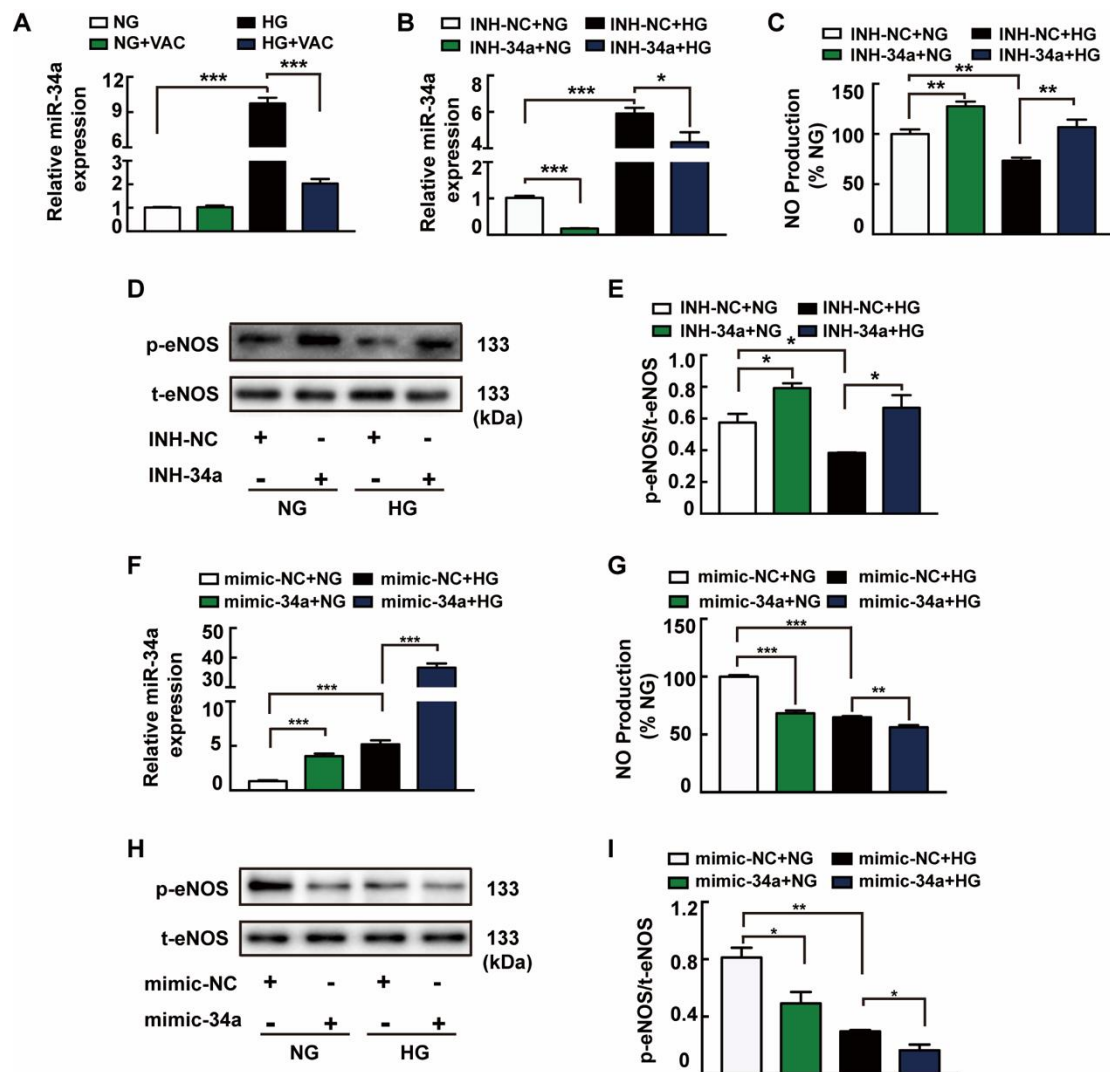 A
NG HG
NG+VAC HG+VAC
Relative miR-34a
expression
12
9
6
2
1
0
*** ***
B
INH-NC+NG INH-NC+HG
INH-34a+NG INH-34a+HG
Relative miR-34a
expression
8
6
4
2
1
0
*** *** *
C
INH-NC+NG INH-NC+HG
INH-34a+NG INH-34a+HG
NO Production
(% NG)
150
100
50
0
** ** **
D
p-eNOS 133
t-eNOS 133
(kDa)
INH-NC + - + -
INH-34a - + - +
NG HG
E
INH-NC+NG INH-NC+HG
INH-34a+NG INH-34a+HG
p-eNOS/t-eNOS
1.0
0.8
0.6
0.4
0.2
0
* * *
F
mimic-NC+NG mimic-NC+HG
mimic-34a+NG mimic-34a+HG
Relative miR-34a
expression
50
40
30
5
0
*** *** ***
G
mimic-NC+NG mimic-NC+HG
mimic-34a+NG mimic-34a+HG
NO Production
(% NG)
150
100
50
0
*** *** **
H
p-eNOS 133
t-eNOS 133
(kDa)
mimic-NC + - + -
mimic-34a - + - +
NG HG
I
mimic-NC+NG mimic-NC+HG
mimic-34a+NG mimic-34a+HG
p-eNOS/t-eNOS
1.2
0.8
0.4
0
** * *